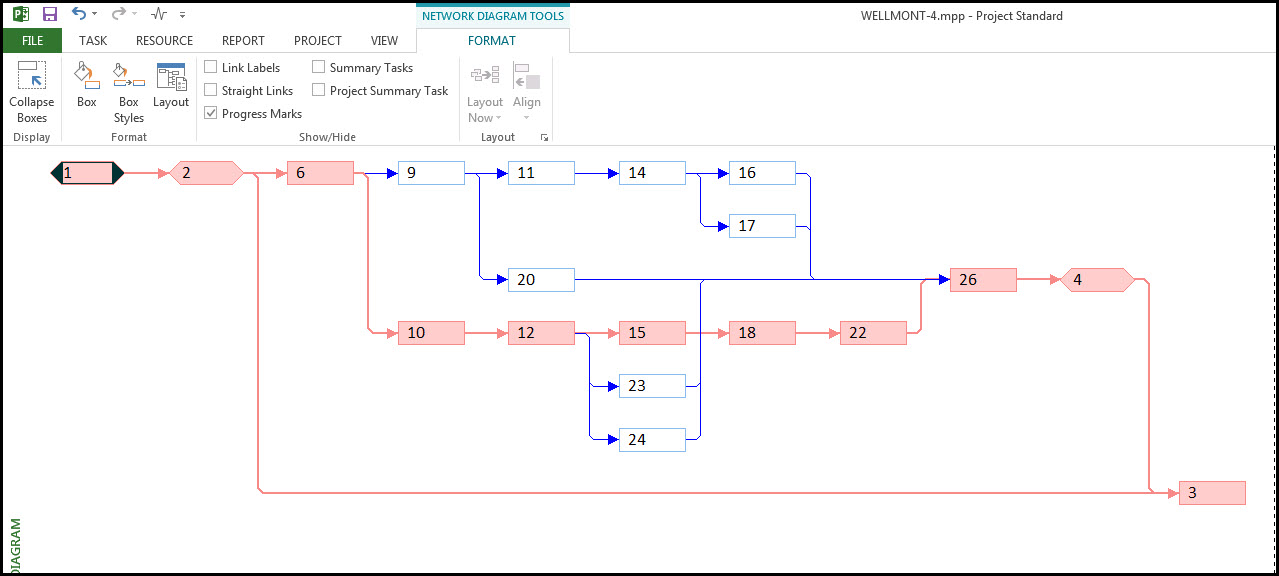 WELLMONT-4.mpp - Project Standard
NETWORK DIAGRAM TOOLS
FILE TASK RESOURCE REPORT PROJECT VIEW FORMAT
Collapse Boxes
Box
Box Styles
Layout
Link Labels
Straight Links
Progress Marks
Summary Tasks
Project Summary Task
Layout Now
Align
Display Format Show/Hide Layout
1 2 6 9 11 14 16
17
20 26 4
10 12 15 18 22
23
24
3
DIAGRAM